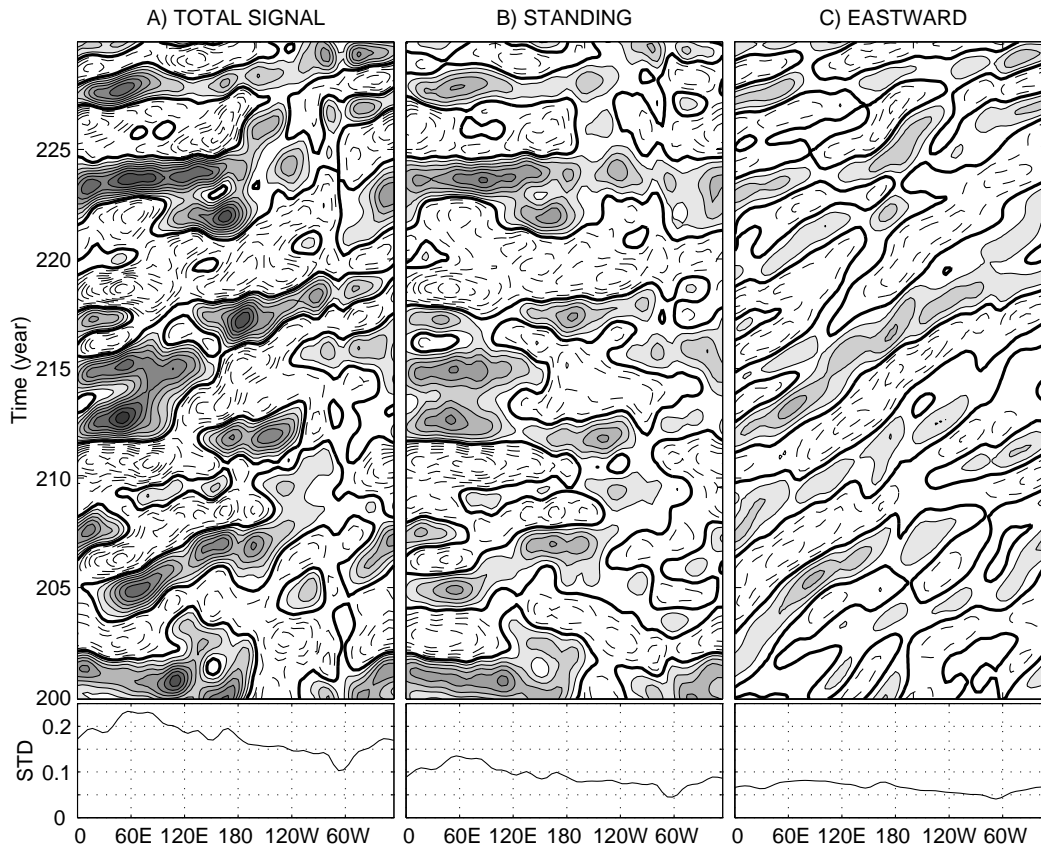 A) TOTAL SIGNAL B) STANDING C) EASTWARD
Time (year)
225
220
215
210
205
200
STD
0.2
0.1
0
0 60E 120E 180 120W 60W 0 60E 120E 180 120W 60W 0 60E 120E 180 120W 60W